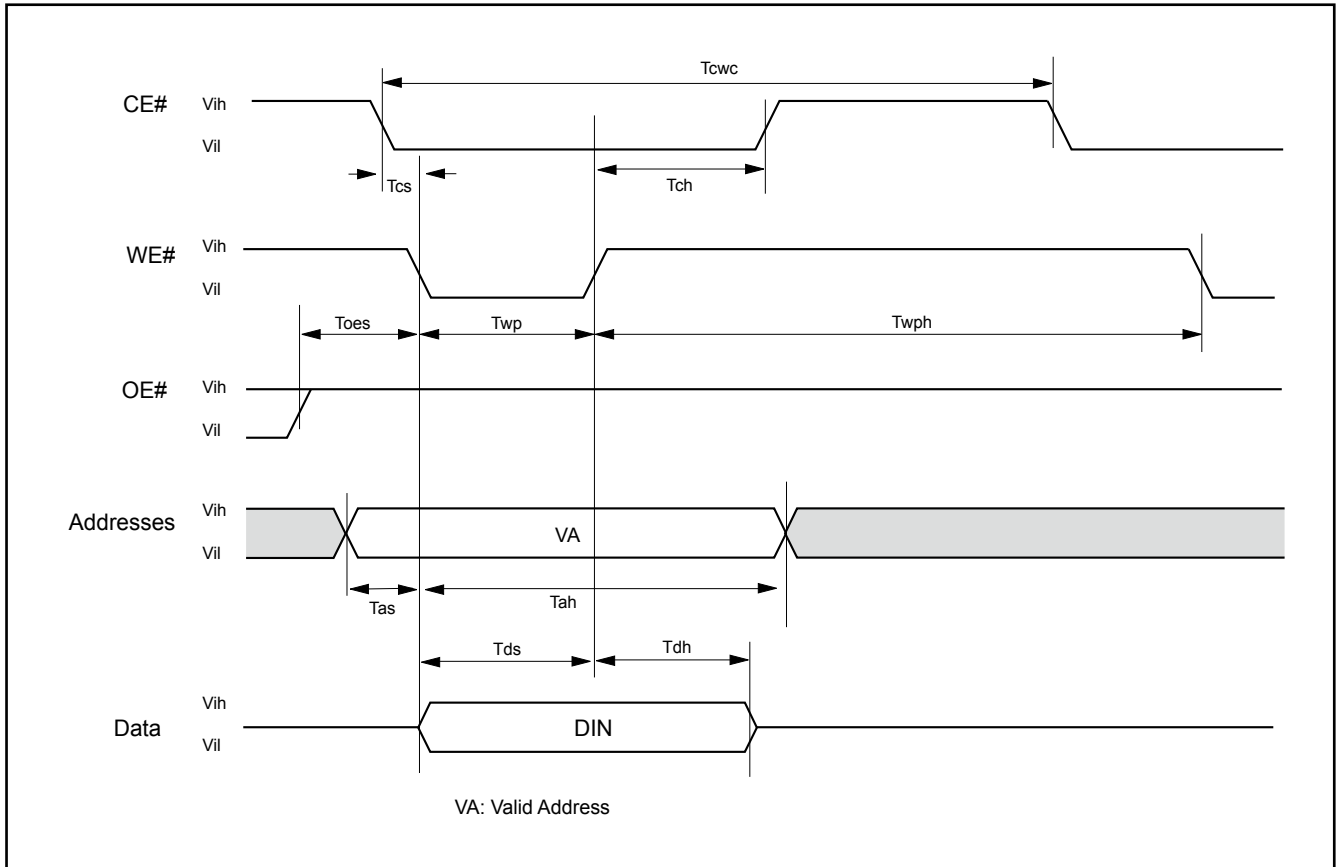 Tcwc
CE# Vih
Vil
Tcs
Tch
WE# Vih
Vil
Toes Twp Twph
OE# Vih
Vil
Addresses Vih
Vil
VA
Tas Tah
Tds Tdh
Data Vih
Vil
DIN
VA: Valid Address